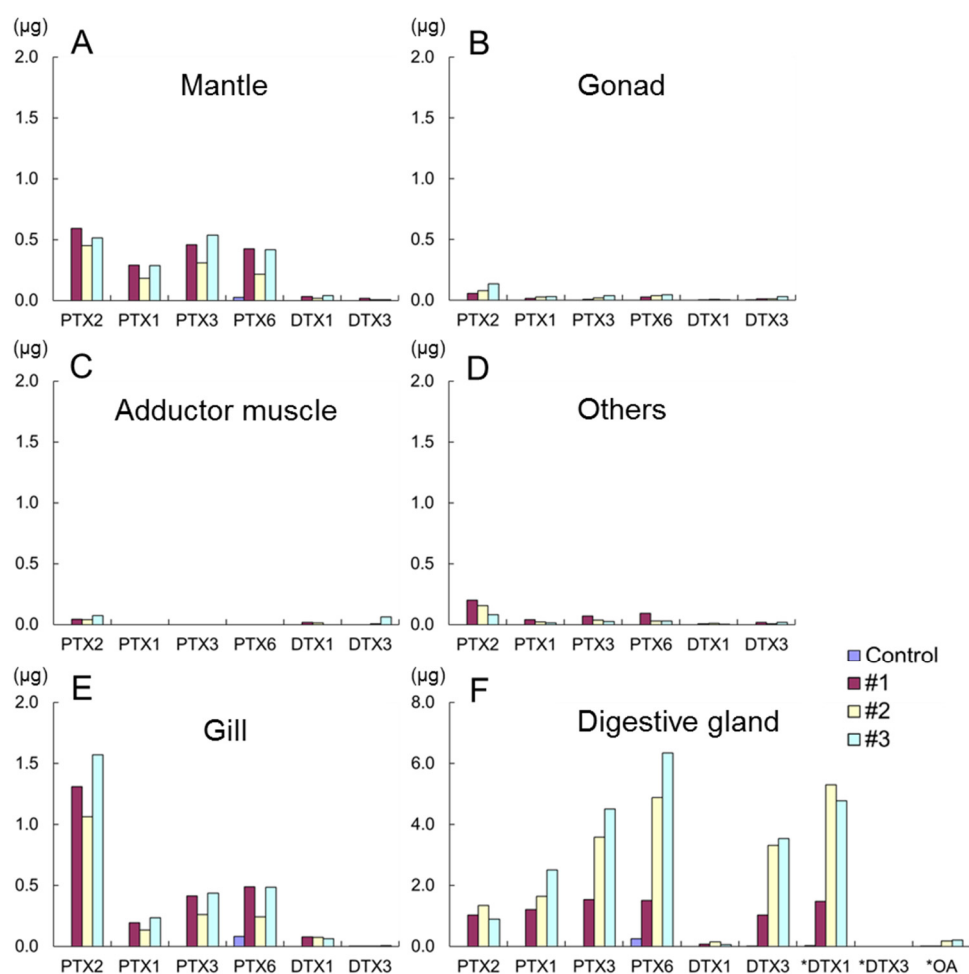 (µg)
A
Mantle
2.0
1.5
1.0
0.5
0.0
PTX2 PTX1 PTX3 PTX6 DTX1 DTX3
B
Gonad
2.0
1.5
1.0
0.5
0.0
PTX2 PTX1 PTX3 PTX6 DTX1 DTX3
(µg)
C
Adductor muscle
2.0
1.5
1.0
0.5
0.0
PTX2 PTX1 PTX3 PTX6 DTX1 DTX3
(µg)
D
Others
2.0
1.5
1.0
0.5
0.0
PTX2 PTX1 PTX3 PTX6 DTX1 DTX3
(µg)
E
Gill
2.0
1.5
1.0
0.5
0.0
PTX2 PTX1 PTX3 PTX6 DTX1 DTX3
(µg)
F
Digestive gland
8.0
6.0
4.0
2.0
0.0
PTX2 PTX1 PTX3 PTX6 DTX1 DTX3 *DTX1 *DTX3 *OA
(µg)
Control
#1
#2
#3